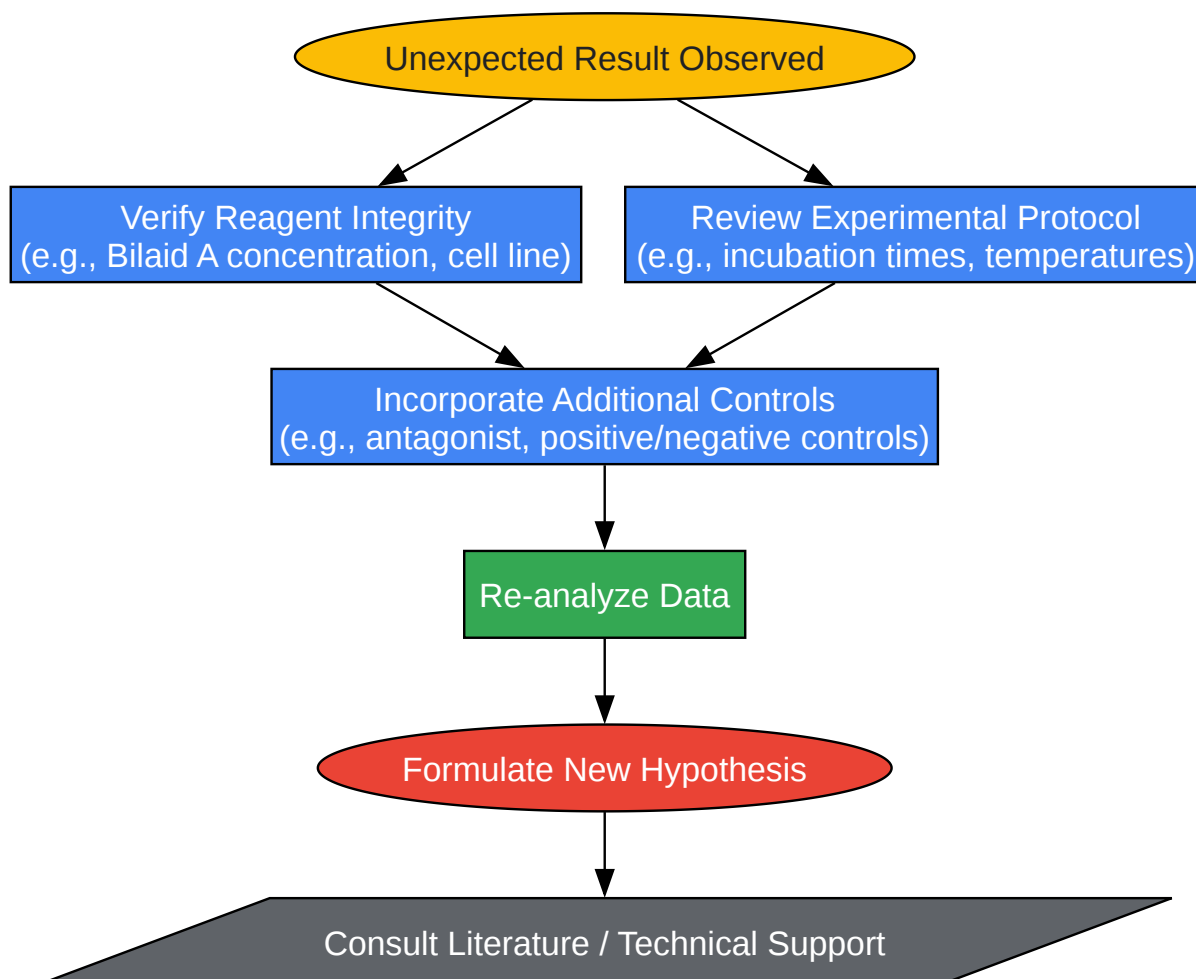 Unexpected Result Observed
Verify Reagent Integrity
(e.g., Bilaid A concentration, cell line)
Review Experimental Protocol
(e.g., incubation times, temperatures)
Incorporate Additional Controls
(e.g., antagonist, positive/negative controls)
Re-analyze Data
Formulate New Hypothesis
Consult Literature / Technical Support